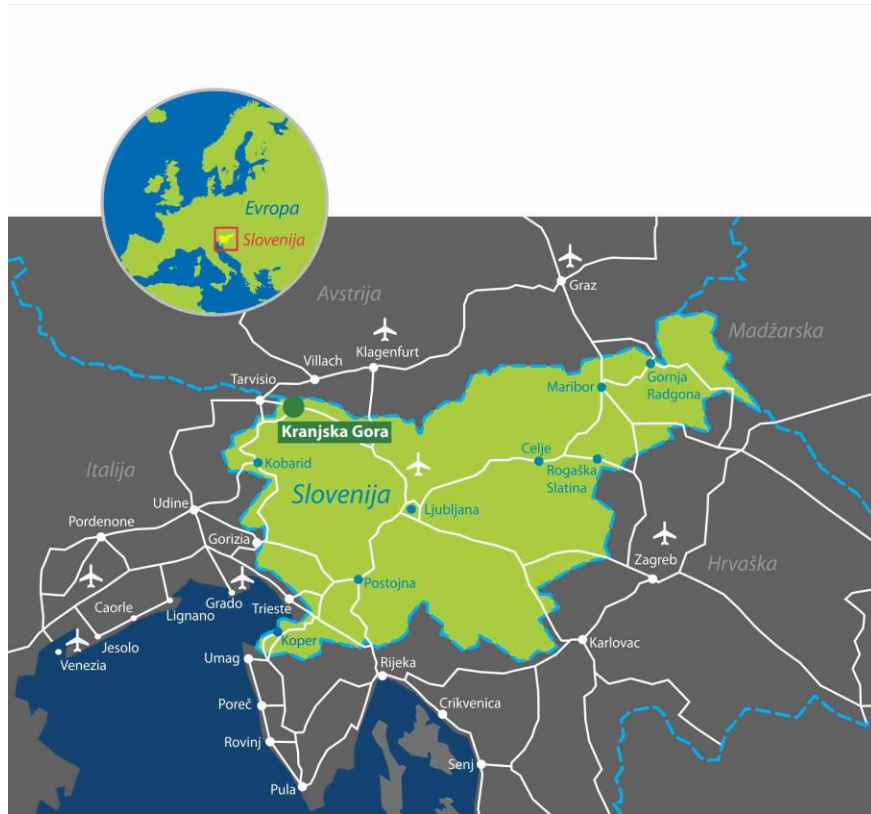 Evropa
Slovenija
Avstrija
Graz
Madžarska
Villach
Klagenfurt
Tarvisio
Maribor
Gornja
Radgona
Kranjska Gora
Italija
Kobarid
Celje
Rogaška
Slatina
Slovenija
Udine
Ljubljana
Pordenone
Gorizia
Zagreb
Hrvaška
Postojna
Caorle
Grado
Trieste
Lignano
Jesolo
Koper
Karlovac
Venezia
Umag
Rijeka
Poreč
Crikvenica
Rovinj
Senj
Pula